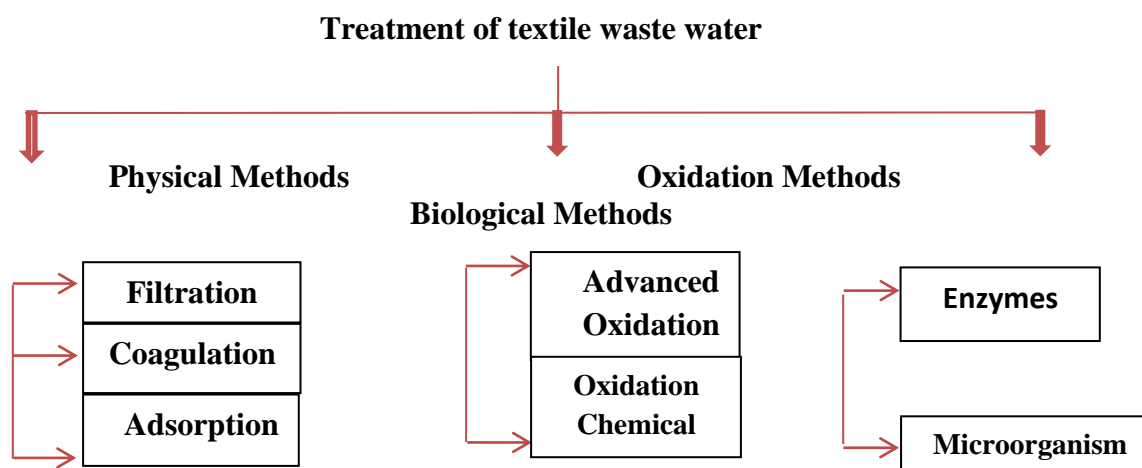 Treatment of textile waste water
Physical Methods
Oxidation Methods
Biological Methods
Filtration
Coagulation
Adsorption
Advanced
Oxidation
Oxidation
Chemical
Enzymes
Microorganism